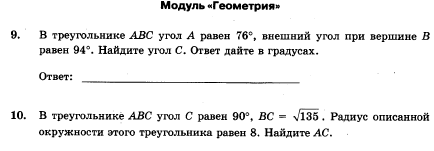 Модуль «Геометрия»
9. В треугольнике ABC угол A равен 76°, внешний угол при вершине B
равен 94°. Найдите угол C. Ответ дайте в градусах.
Ответ: ____________________
10. В треугольнике ABC угол C равен 90°, BC = √135. Радиус описанной
окружности этого треугольника равен 8. Найдите AC.